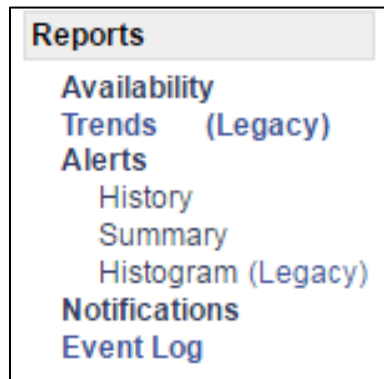 Reports
Availability
Trends (Legacy)
Alerts
History
Summary
Histogram (Legacy)
Notifications
Event Log